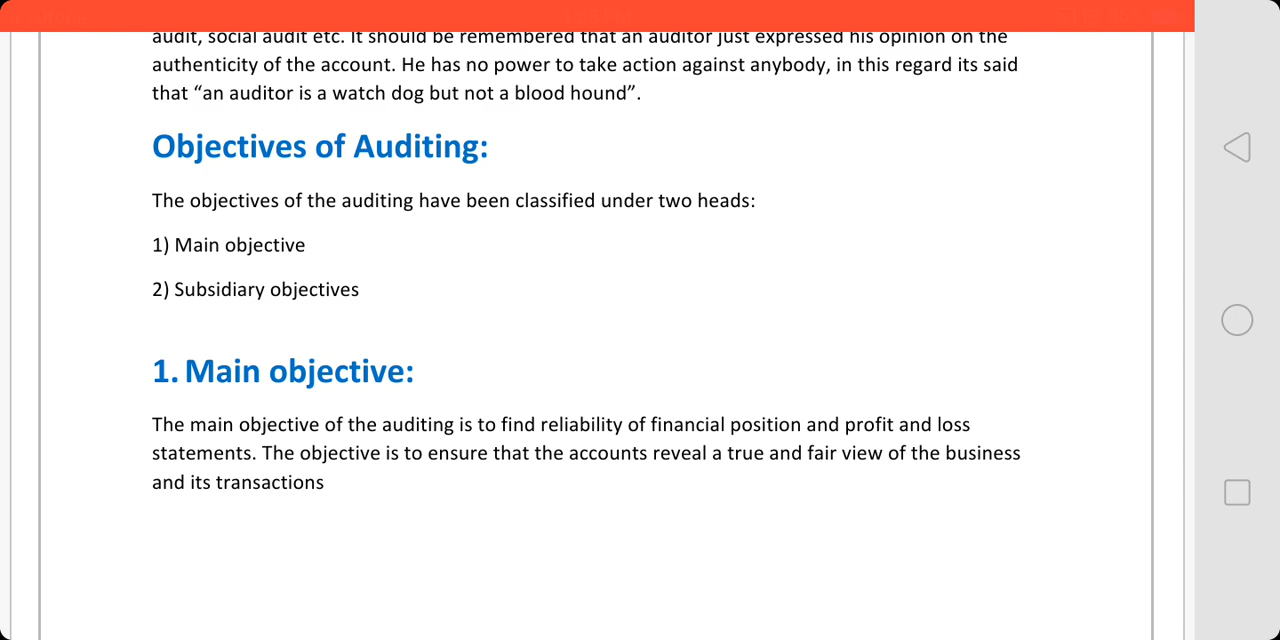 audit, social audit etc. It should be remembered that an auditor just expressed his opinion on the
authenticity of the account. He has no power to take action against anybody, in this regard its said
that “an auditor is a watch dog but not a blood hound”.
Objectives of Auditing:
The objectives of the auditing have been classified under two heads:
1) Main objective
2) Subsidiary objectives
1. Main objective:
The main objective of the auditing is to find reliability of financial position and profit and loss
statements. The objective is to ensure that the accounts reveal a true and fair view of the business
and its transactions